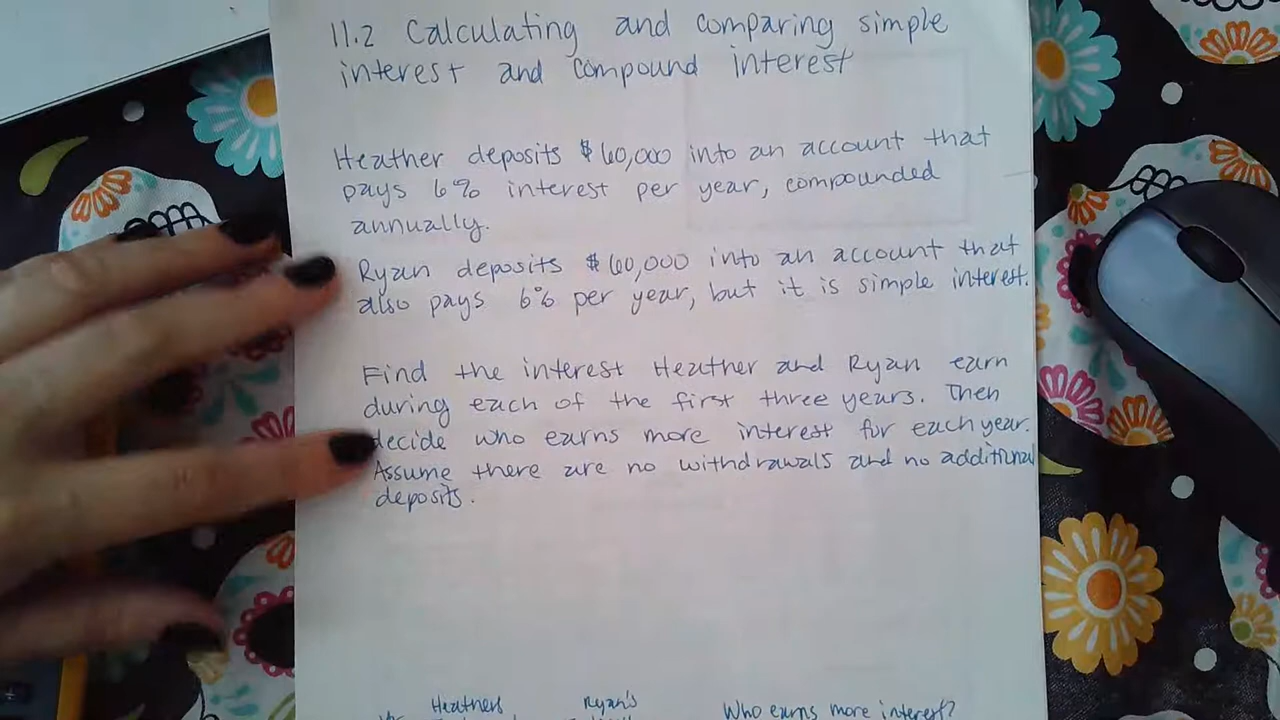 11.2 Calculating and comparing simple
interest and compound interest
Heather deposits $60,000 into an account that
pays 6% interest per year, compounded
annually.
Ryan deposits $60,000 into an account that
also pays 6% per year, but it is simple interest.
Find the interest Heather and Ryan earn
during each of the first three years. Then
decide who earns more interest for each year.
Assume there are no withdrawals and no additional
deposits.
Heathers Ryan's
Who earns more interest?